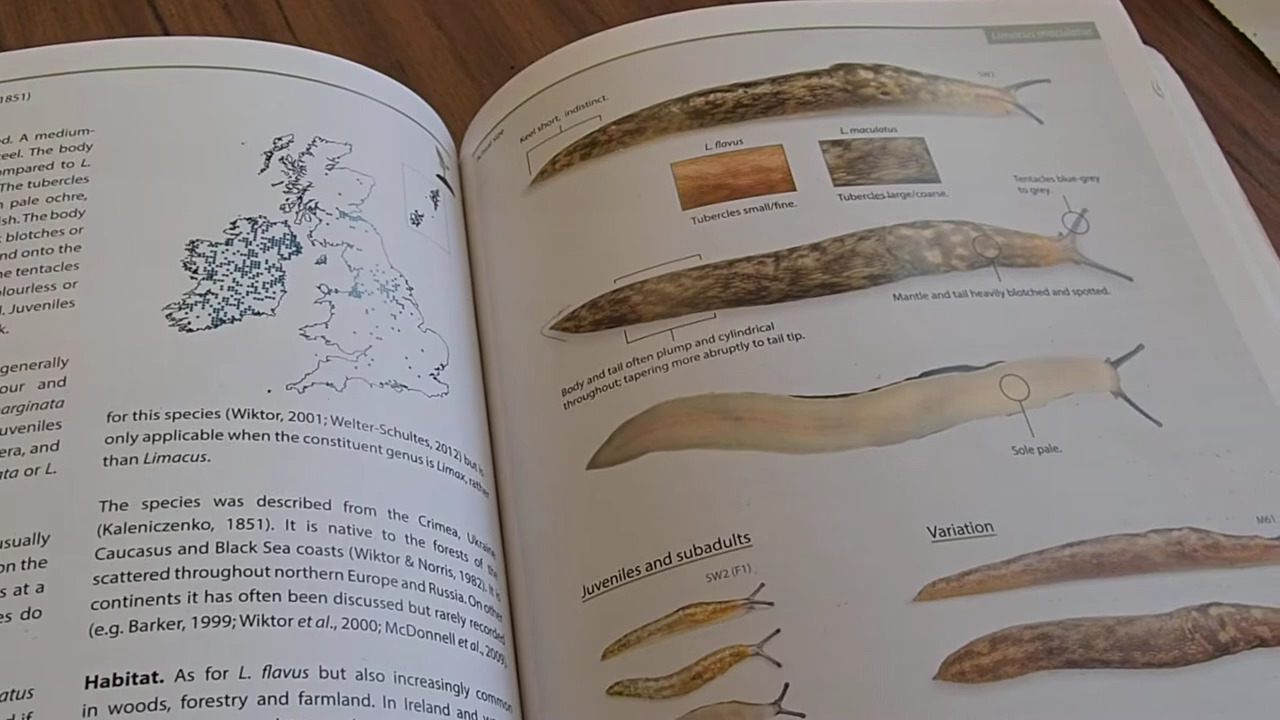 1851)
d. A medium-
eel. The body
ompared to L.
The tubercles
n pale ochre,
sh. The body
blotches or
nd onto the
e tentacles
lourless or
. Juveniles
k.
generally
our and
arginata
uveniles
era, and
ata or L.
usually
on the
s at a
es do
atus
d if
for this species (Wiktor, 2001; Welter-Schultes, 2012) but is
only applicable when the constituent genus is Limax, rather
than Limacus.
The species was described from the Crimea, Ukraine
(Kaleniczenko, 1851). It is native to the forests of the
Caucasus and Black Sea coasts (Wiktor & Norris, 1982). It is
scattered throughout northern Europe and Russia. On other
continents it has often been discussed but rarely recorded
(e.g. Barker, 1999; Wiktor et al., 2000; McDonnell et al., 2009).
Habitat. As for L. flavus but also increasingly common
in woods, forestry and farmland. In Ireland and
Limacus maculatus
Actual size
Keel short, indistinct.
SW2
L. flavus
Tubercles small/fine.
L. maculatus
Tubercles large/coarse.
Tentacles blue-grey
to grey.
Mantle and tail heavily blotched and spotted.
Body and tail often plump and cylindrical
throughout; tapering more abruptly to tail tip.
Sole pale.
Juveniles and subadults
SW2 (F1)
Variation
M61